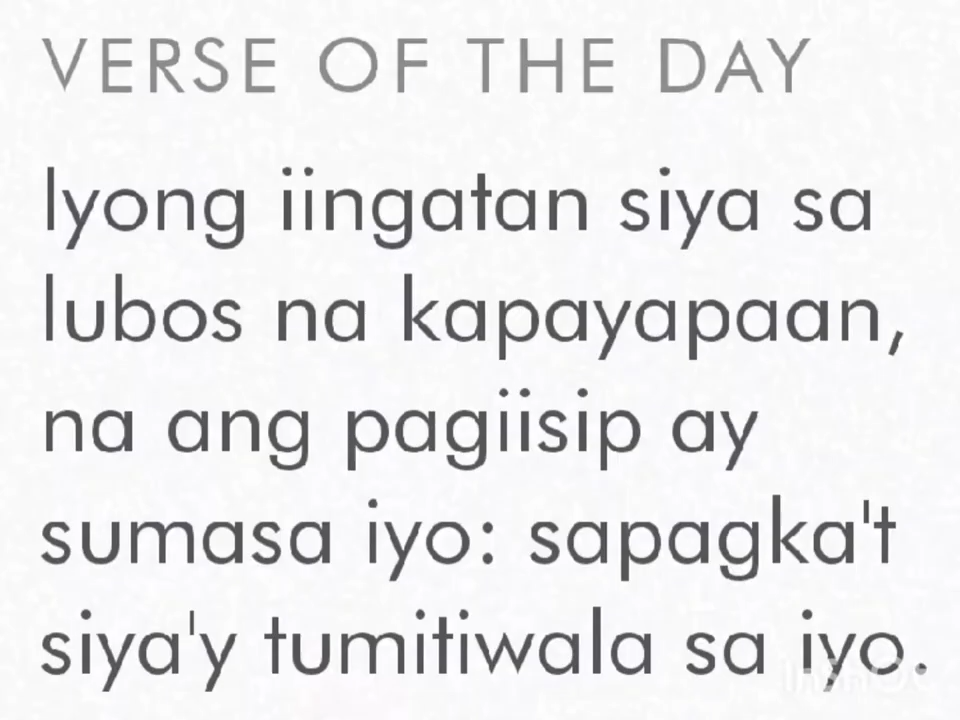 VERSE OF THE DAY
Iyong iingatan siya sa
lubos na kapayapaan,
na ang pagiisip ay
sumasa iyo: sapagka't
siya'y tumitiwala sa iyo.
InShOt